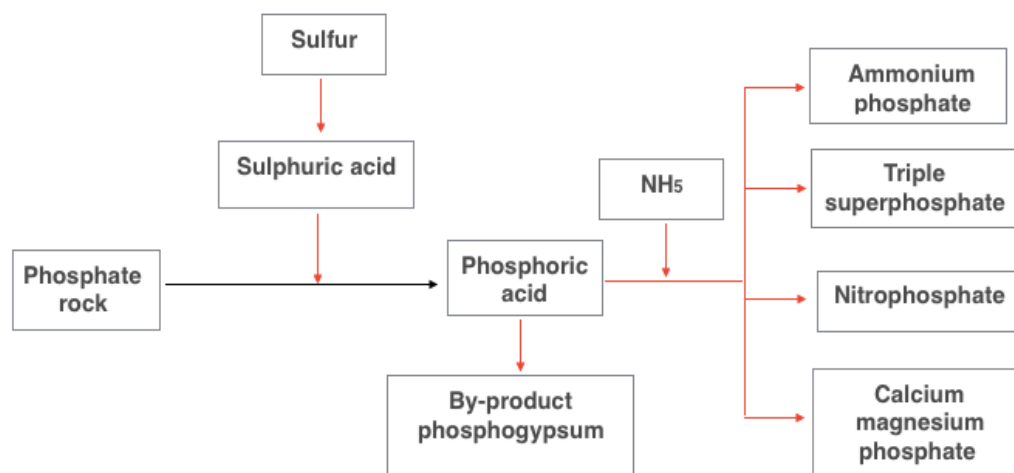 Sulfur
Sulphuric acid
Phosphate
rock
Phosphoric
acid
By-product
phosphogypsum
NH₅
Ammonium
phosphate
Triple
superphosphate
Nitrophosphate
Calcium
magnesium
phosphate